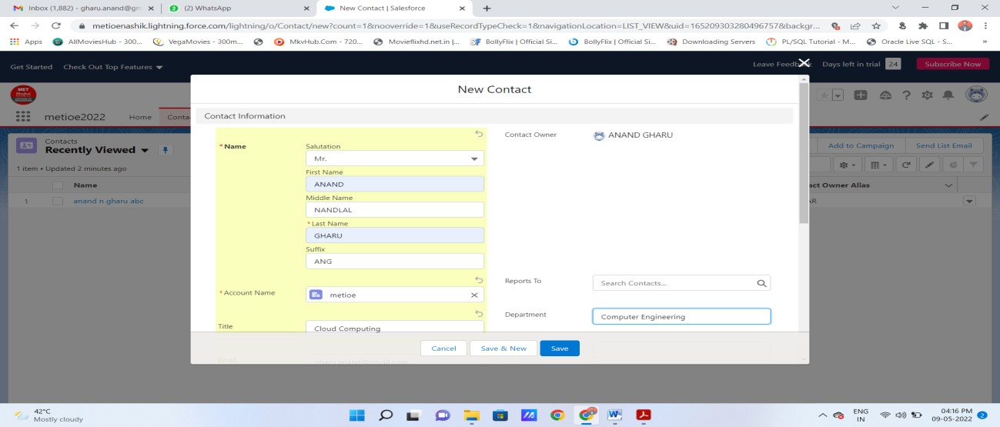 Inbox (1,882) - gharu.anand@gm
(2) WhatsApp
New Contact | Salesforce
metioenashik.lightning.force.com/lightning/o/Contact/new?count=1&nooverride=1&useRecordTypeCheck=1&navigationLocation=LIST_VIEW&uid=165209303280496757&backgr...
Apps
AllMoviesHub - 300...
VegaMovies - 300m...
MkvHub.Com - 720...
Movieflixhd.net.in |...
BollyFlix | Official Si...
BollyFlix | Official Si...
Downloading Servers
PL/SQL Tutorial - M...
Oracle Live SQL - S...
Get Started
Check Out Top Features
Leave Feedback
Days left in trial
24
Subscribe Now
MET
metioe2022
Home
Conta
Contacts
Recently Viewed
1 item • Updated 2 minutes ago
Name
1
anand n gharu abc
Add to Campaign
Send List Email
act Owner Alias
AR
New Contact
Contact Information
*Name
Salutation
Mr.
First Name
ANAND
Middle Name
NANDLAL
*Last Name
GHARU
Suffix
ANG
*Account Name
metioe
Title
Cloud Computing
Email
Contact Owner
ANAND GHARU
Reports To
Search Contacts...
Department
Computer Engineering
Cancel
Save & New
Save
42°C
Mostly cloudy
ENG
IN
04:16 PM
09-05-2022
2